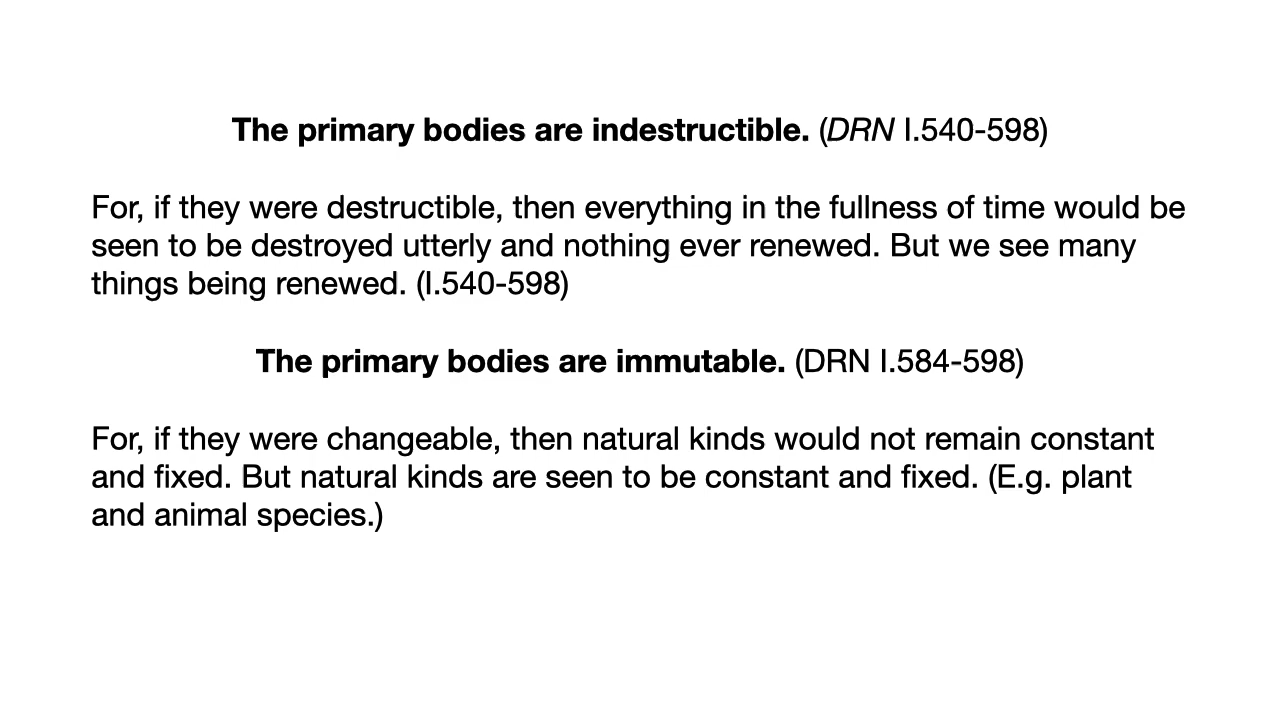 The primary bodies are indestructible. (DRN I.540-598)
For, if they were destructible, then everything in the fullness of time would be
seen to be destroyed utterly and nothing ever renewed. But we see many
things being renewed. (I.540-598)
The primary bodies are immutable. (DRN I.584-598)
For, if they were changeable, then natural kinds would not remain constant
and fixed. But natural kinds are seen to be constant and fixed. (E.g. plant
and animal species.)